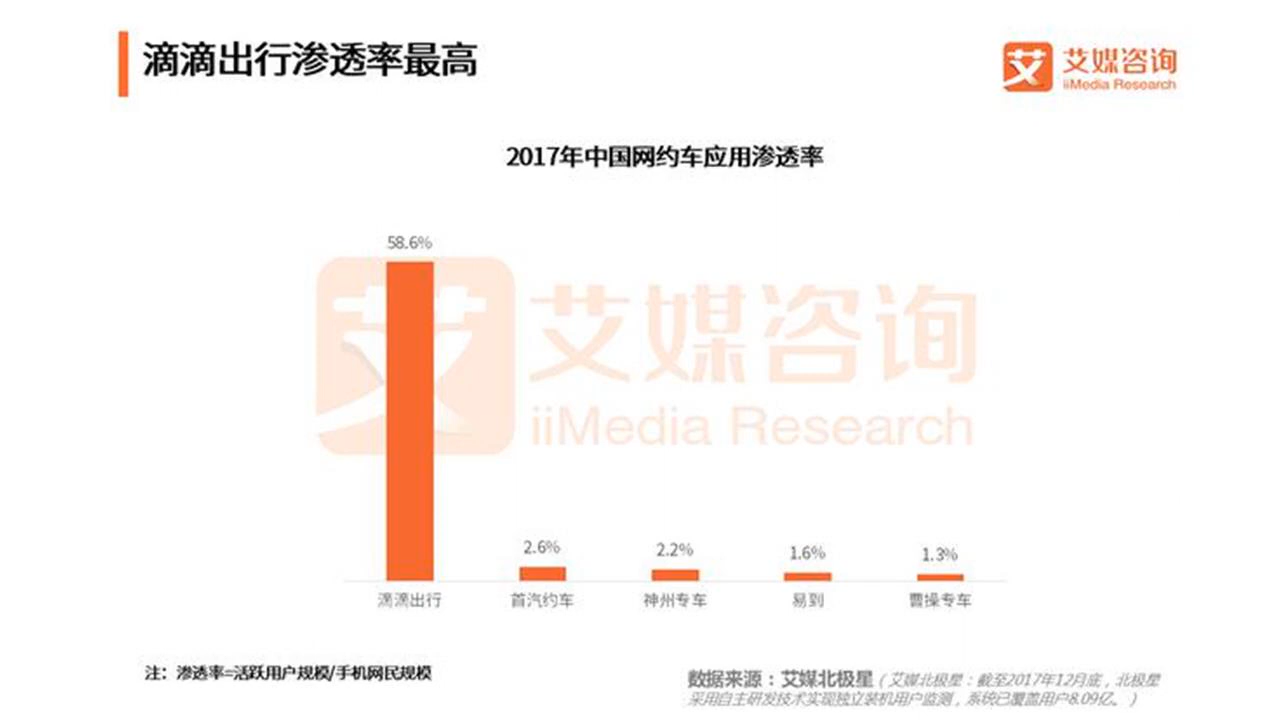 滴滴出行渗透率最高
艾媒咨询
iiMedia Research
2017年中国网约车应用渗透率
58.6%
艾媒咨询
iiMedia Research
2.6%
2.2%
1.6%
1.3%
滴滴出行
首汽约车
神州专车
易到
曹操专车
注：渗透率=活跃用户规模/手机网民规模
数据来源：艾媒北极星（艾媒北极星：截至2017年12月底，北极星
采用自主研发技术实现独立装机用户监测，系统已覆盖用户8.09亿。）